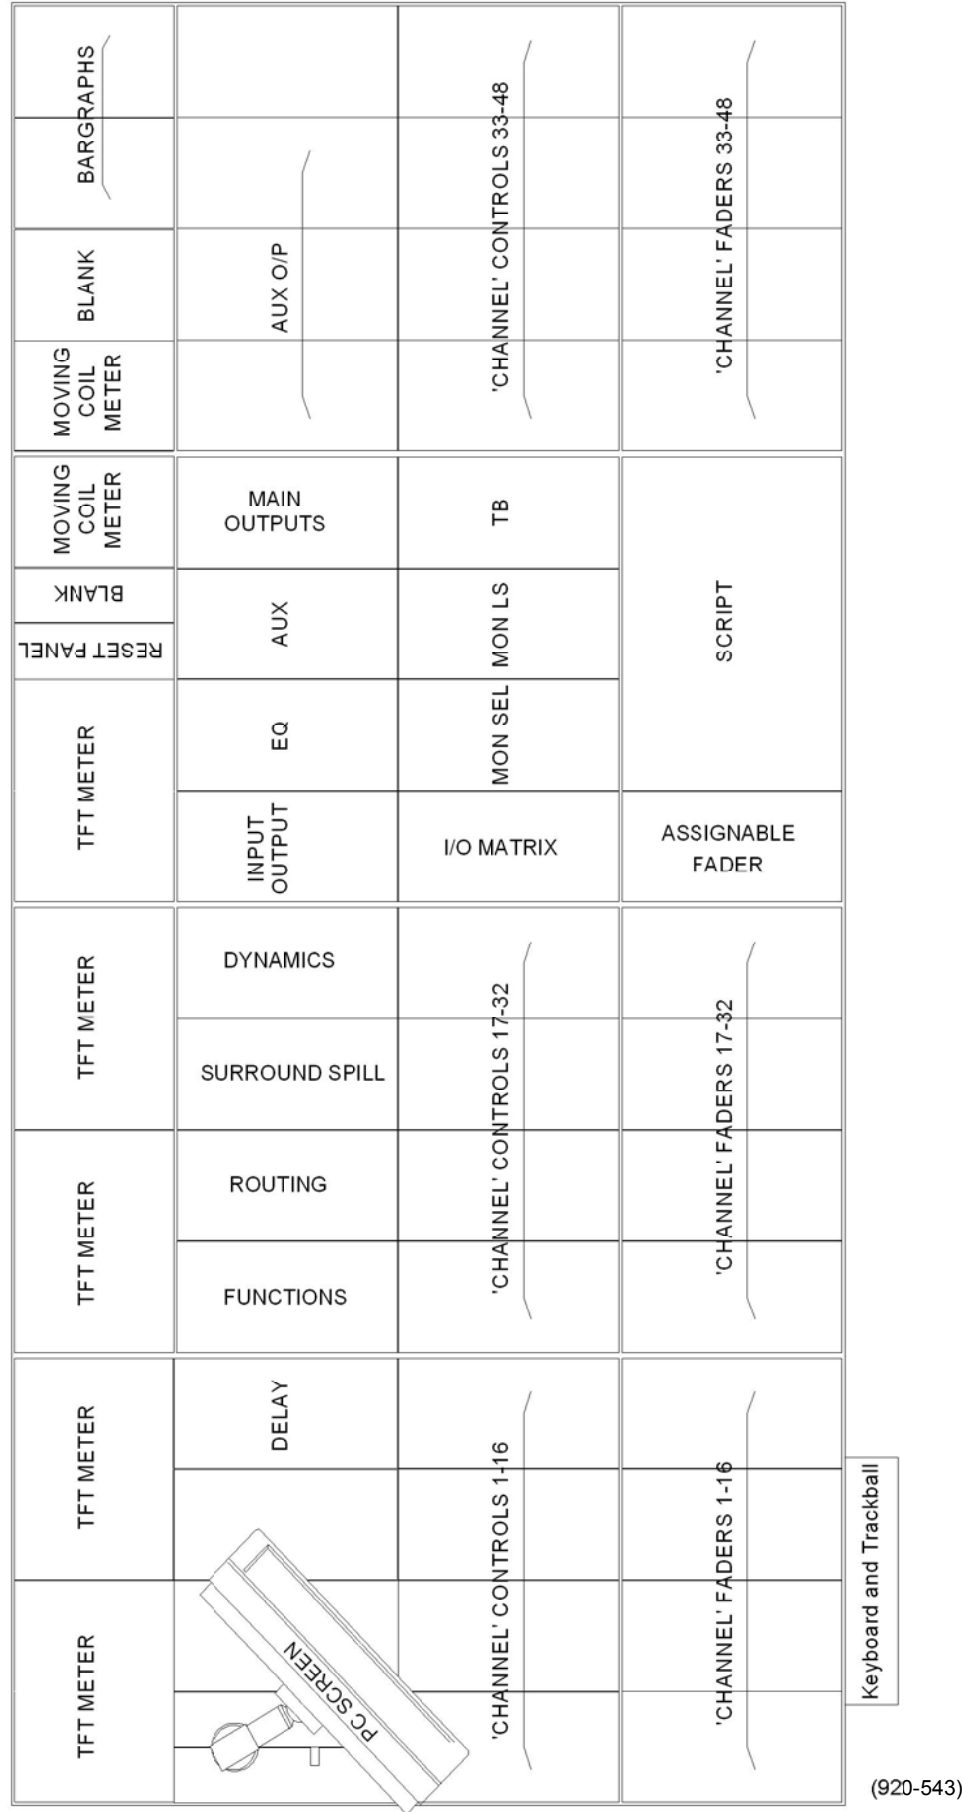 BARGRAPHS
'CHANNEL' CONTROLS 33-48
'CHANNEL' FADERS 33-48
BLANK
AUX O/P
MOVING
COIL
METER
MOVING
COIL
METER
MAIN
OUTPUTS
TB
SCRIPT
BLANK
AUX
MON LS
RESET PANEL
TFT METER
EQ
MON SEL
INPUT
OUTPUT
I/O MATRIX
ASSIGNABLE
FADER
TFT METER
DYNAMICS
'CHANNEL' CONTROLS 17-32
'CHANNEL' FADERS 17-32
SURROUND SPILL
TFT METER
ROUTING
FUNCTIONS
TFT METER
DELAY
'CHANNEL' CONTROLS 1-16
'CHANNEL' FADERS 1-16
Keyboard and Trackball
TFT METER
PC SCREEN
(920-543)